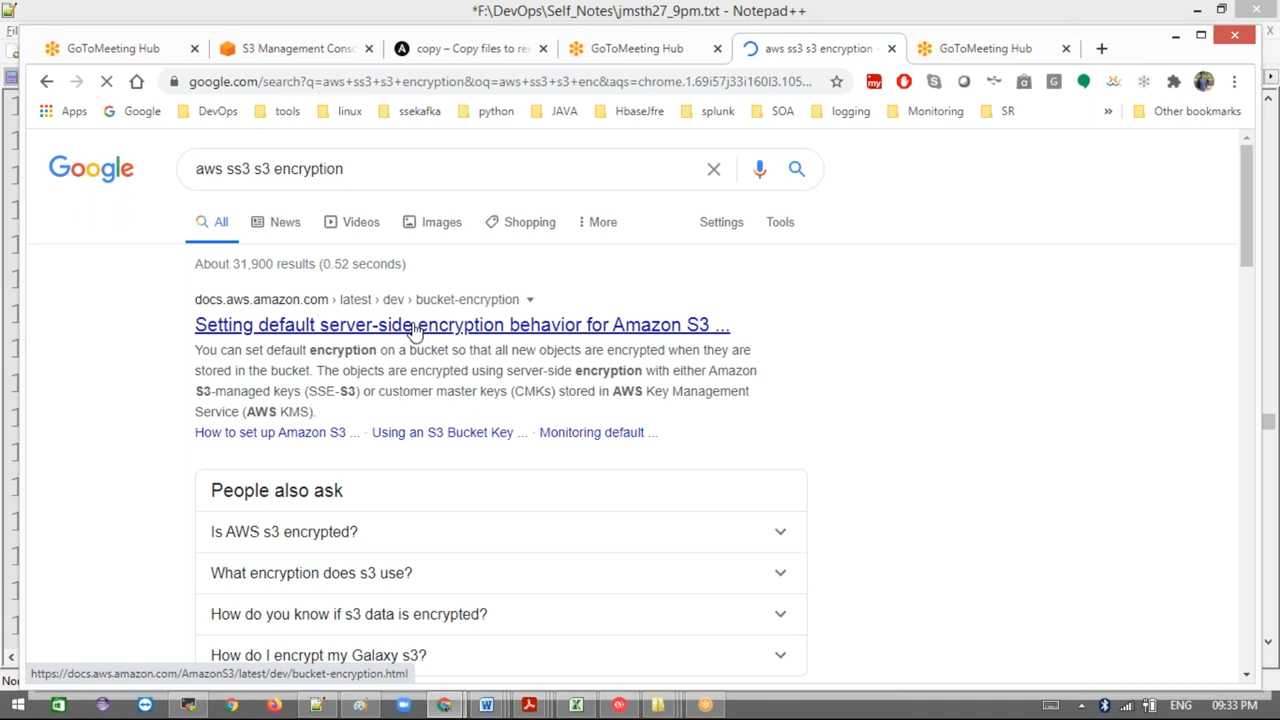 *F:\DevOps\Self_Notes\jmsth27_9pm.txt - Notepad++
GoToMeeting Hub
S3 Management Consc
copy – Copy files to re
GoToMeeting Hub
aws ss3 s3 encryption
GoToMeeting Hub
google.com/search?q=aws+ss3+s3+encryption&oq=aws+ss3+s3+enc&aqs=chrome.1.69i57j33i160l3.105...
Apps Google DevOps tools linux ssekafka python JAVA HbaseJfre splunk SOA logging Monitoring SR » Other bookmarks
Google
aws ss3 s3 encryption
All News Videos Images Shopping More Settings Tools
About 31,900 results (0.52 seconds)
docs.aws.amazon.com › latest › dev › bucket-encryption
Setting default server-side encryption behavior for Amazon S3 ...
You can set default encryption on a bucket so that all new objects are encrypted when they are
stored in the bucket. The objects are encrypted using server-side encryption with either Amazon
S3-managed keys (SSE-S3) or customer master keys (CMKs) stored in AWS Key Management
Service (AWS KMS).
How to set up Amazon S3 ... · Using an S3 Bucket Key ... · Monitoring default ...
People also ask
Is AWS s3 encrypted?
What encryption does s3 use?
How do you know if s3 data is encrypted?
How do I encrypt my Galaxy s3?
https://docs.aws.amazon.com/AmazonS3/latest/dev/bucket-encryption.html
ENG 09:33 PM